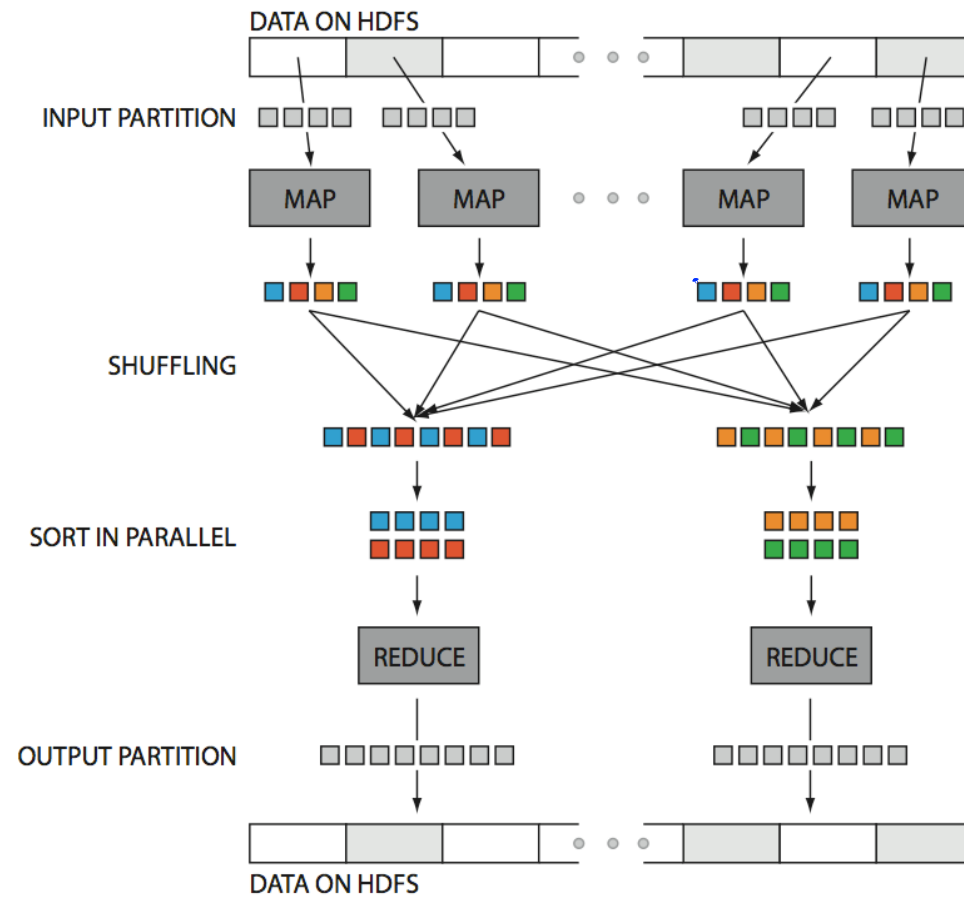 DATA ON HDFS
INPUT PARTITION
MAP
MAP
MAP
MAP
SHUFFLING
SORT IN PARALLEL
REDUCE
REDUCE
OUTPUT PARTITION
DATA ON HDFS